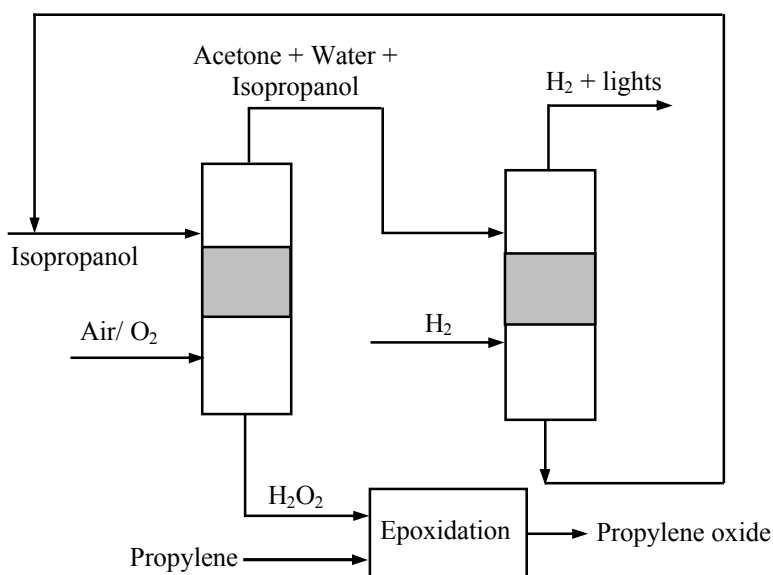 Acetone + Water +
Isopropanol
H₂ + lights
Isopropanol
Air/ O₂
H₂
H₂O₂
Epoxidation
Propylene oxide
Propylene